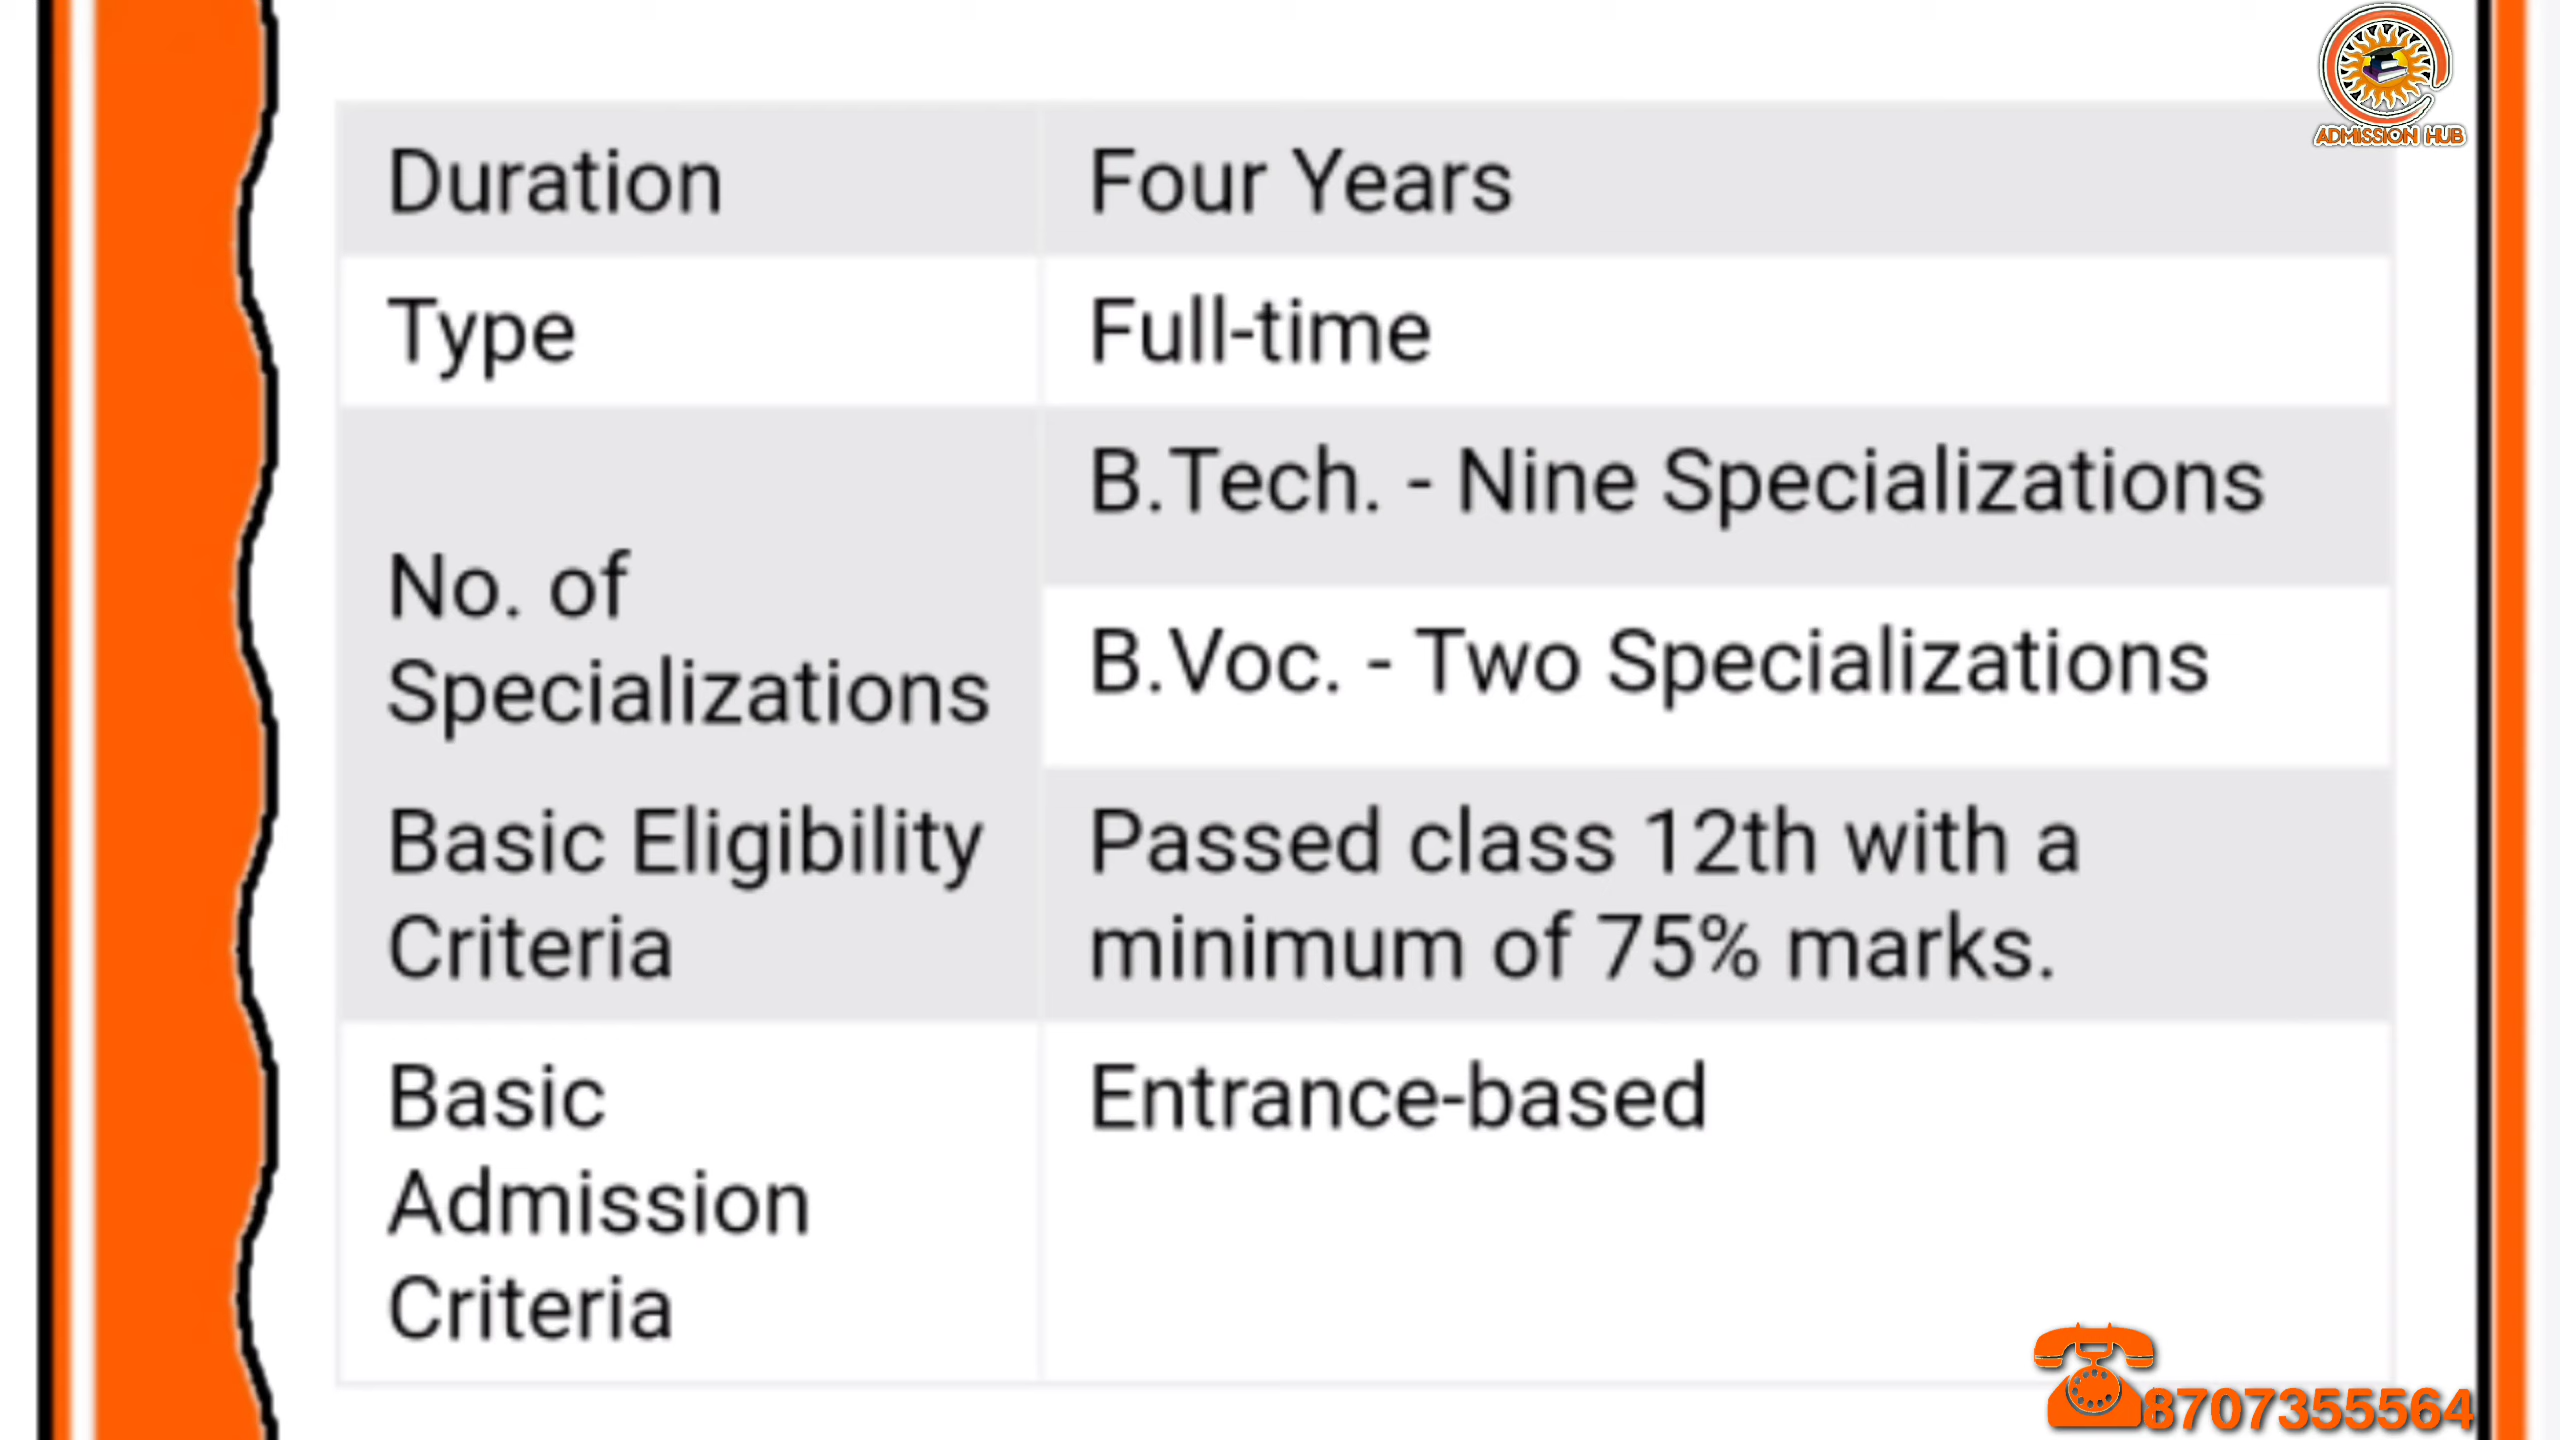 ADMISSION HUB
Duration
Four Years
Type
Full-time
No. of
Specializations
B.Tech. - Nine Specializations
B.Voc. - Two Specializations
Basic Eligibility
Criteria
Passed class 12th with a
minimum of 75% marks.
Basic
Admission
Criteria
Entrance-based
8707355564